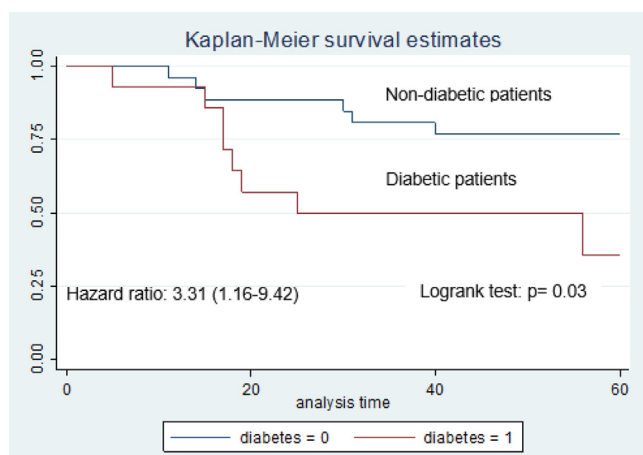 Kaplan-Meier survival estimates
1.00
Non-diabetic patients
0.75
Diabetic patients
0.50
0.25
Hazard ratio: 3.31 (1.16-9.42)
Logrank test: p= 0.03
0.00
0 20 40 60
analysis time
diabetes = 0 diabetes = 1